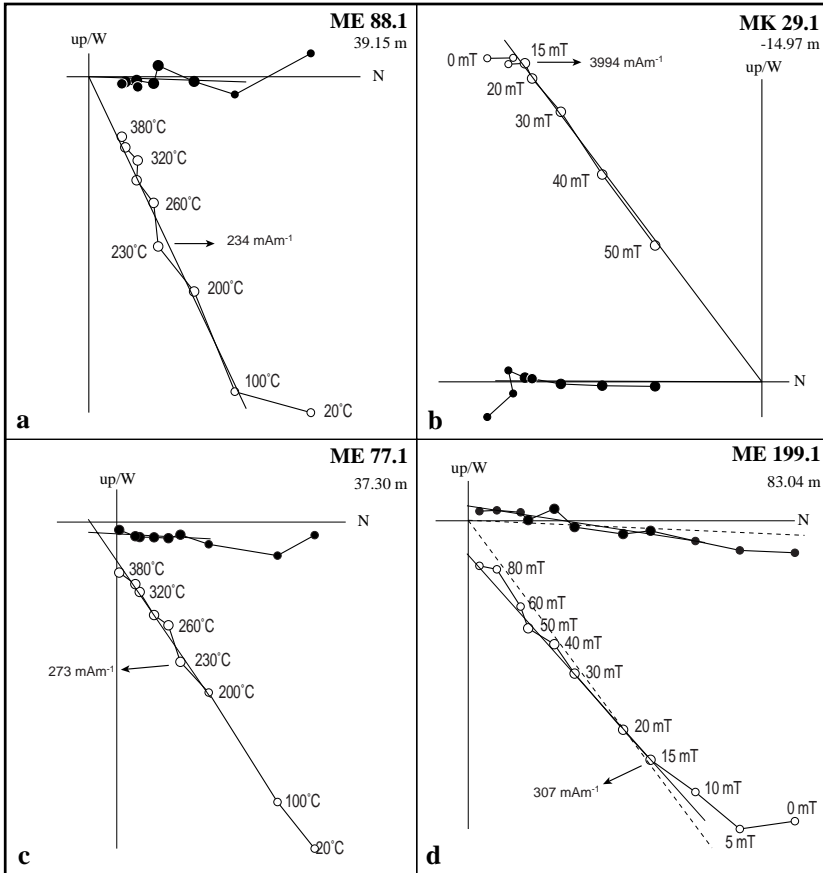 ME 88.1
39.15 m
up/W
N
380°C
320°C
260°C
230°C
234 mAm⁻¹
200°C
100°C
20°C
a
MK 29.1
-14.97 m
up/W
0 mT
15 mT
3994 mAm⁻¹
20 mT
30 mT
40 mT
50 mT
N
b
ME 77.1
37.30 m
up/W
N
380°C
320°C
260°C
230°C
273 mAm⁻¹
200°C
100°C
20°C
c
ME 199.1
83.04 m
up/W
N
80 mT
60 mT
50 mT
40 mT
30 mT
20 mT
15 mT
307 mAm⁻¹
10 mT
0 mT
5 mT
d